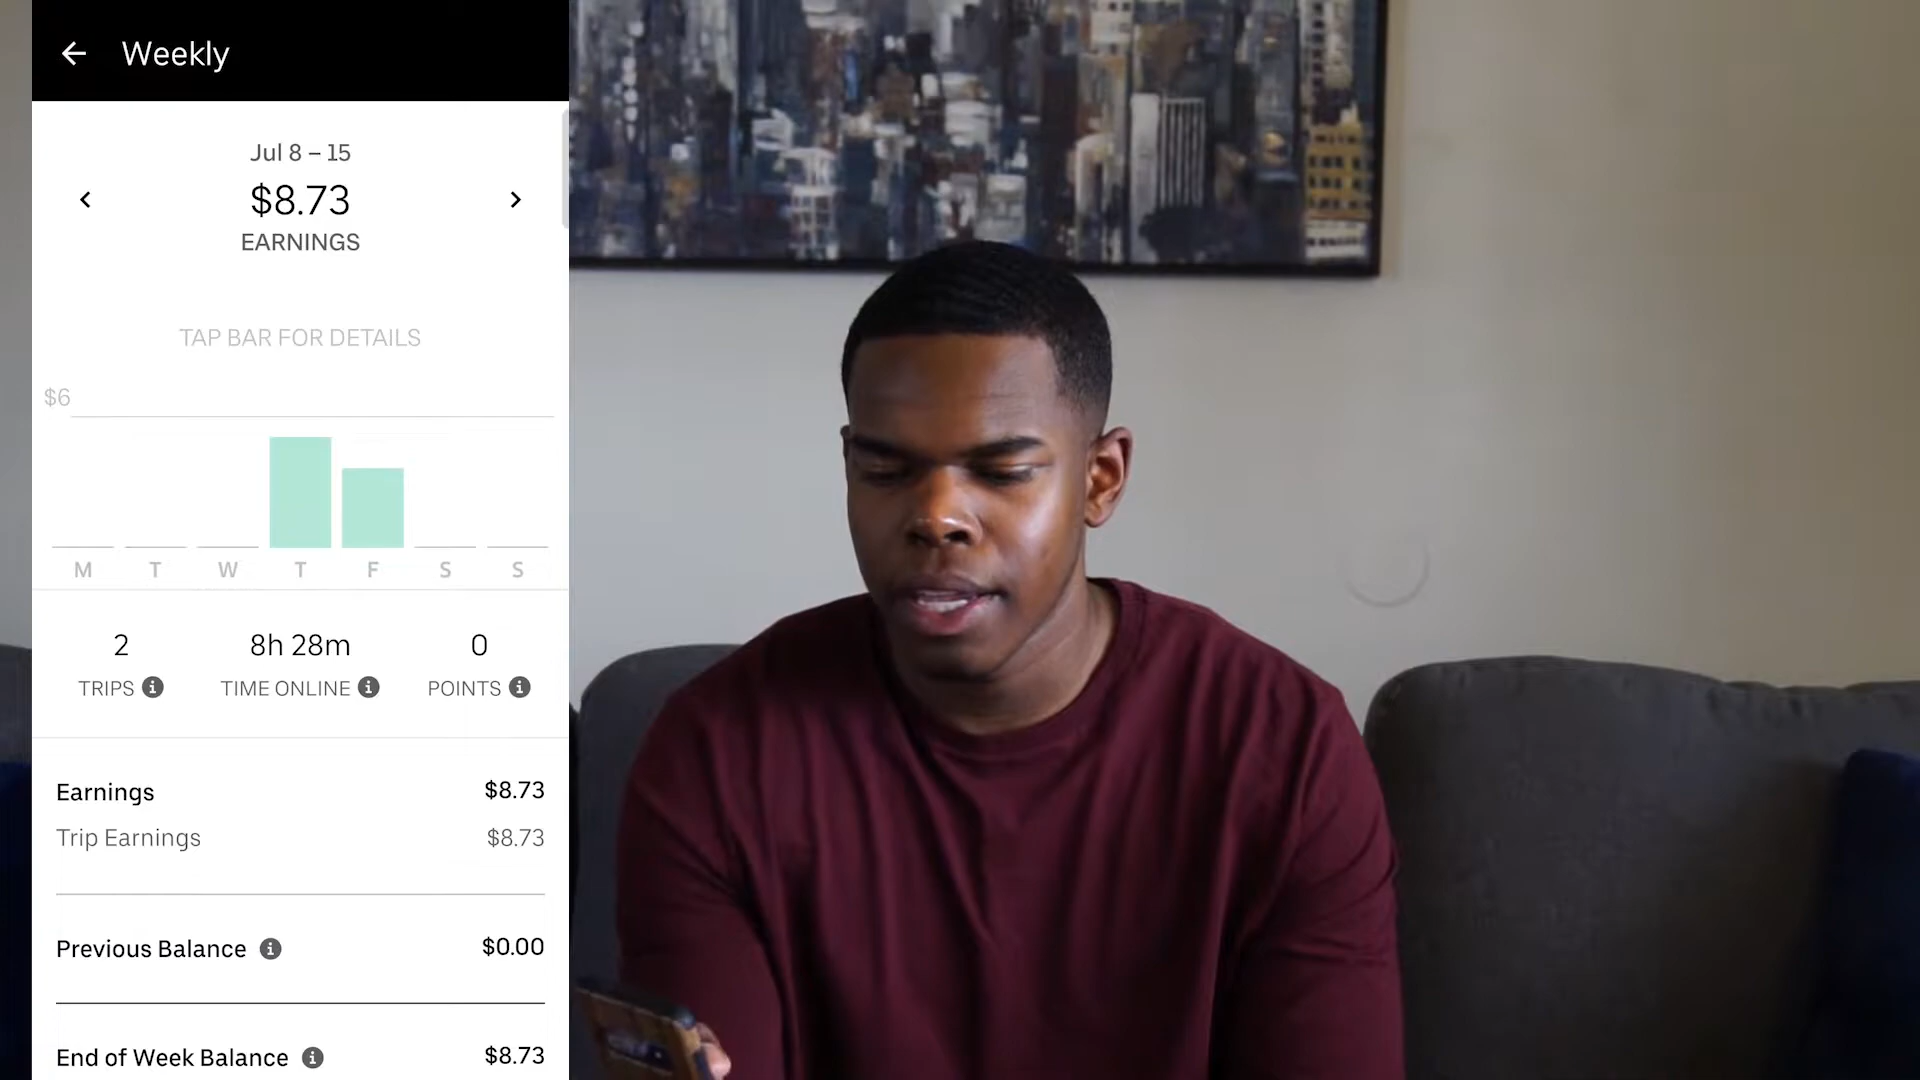 Weekly
Jul 8 – 15
$8.73
EARNINGS
TAP BAR FOR DETAILS
$6
M T W T F S S
2 8h 28m 0
TRIPS TIME ONLINE POINTS
Earnings $8.73
Trip Earnings $8.73
Previous Balance $0.00
End of Week Balance $8.73